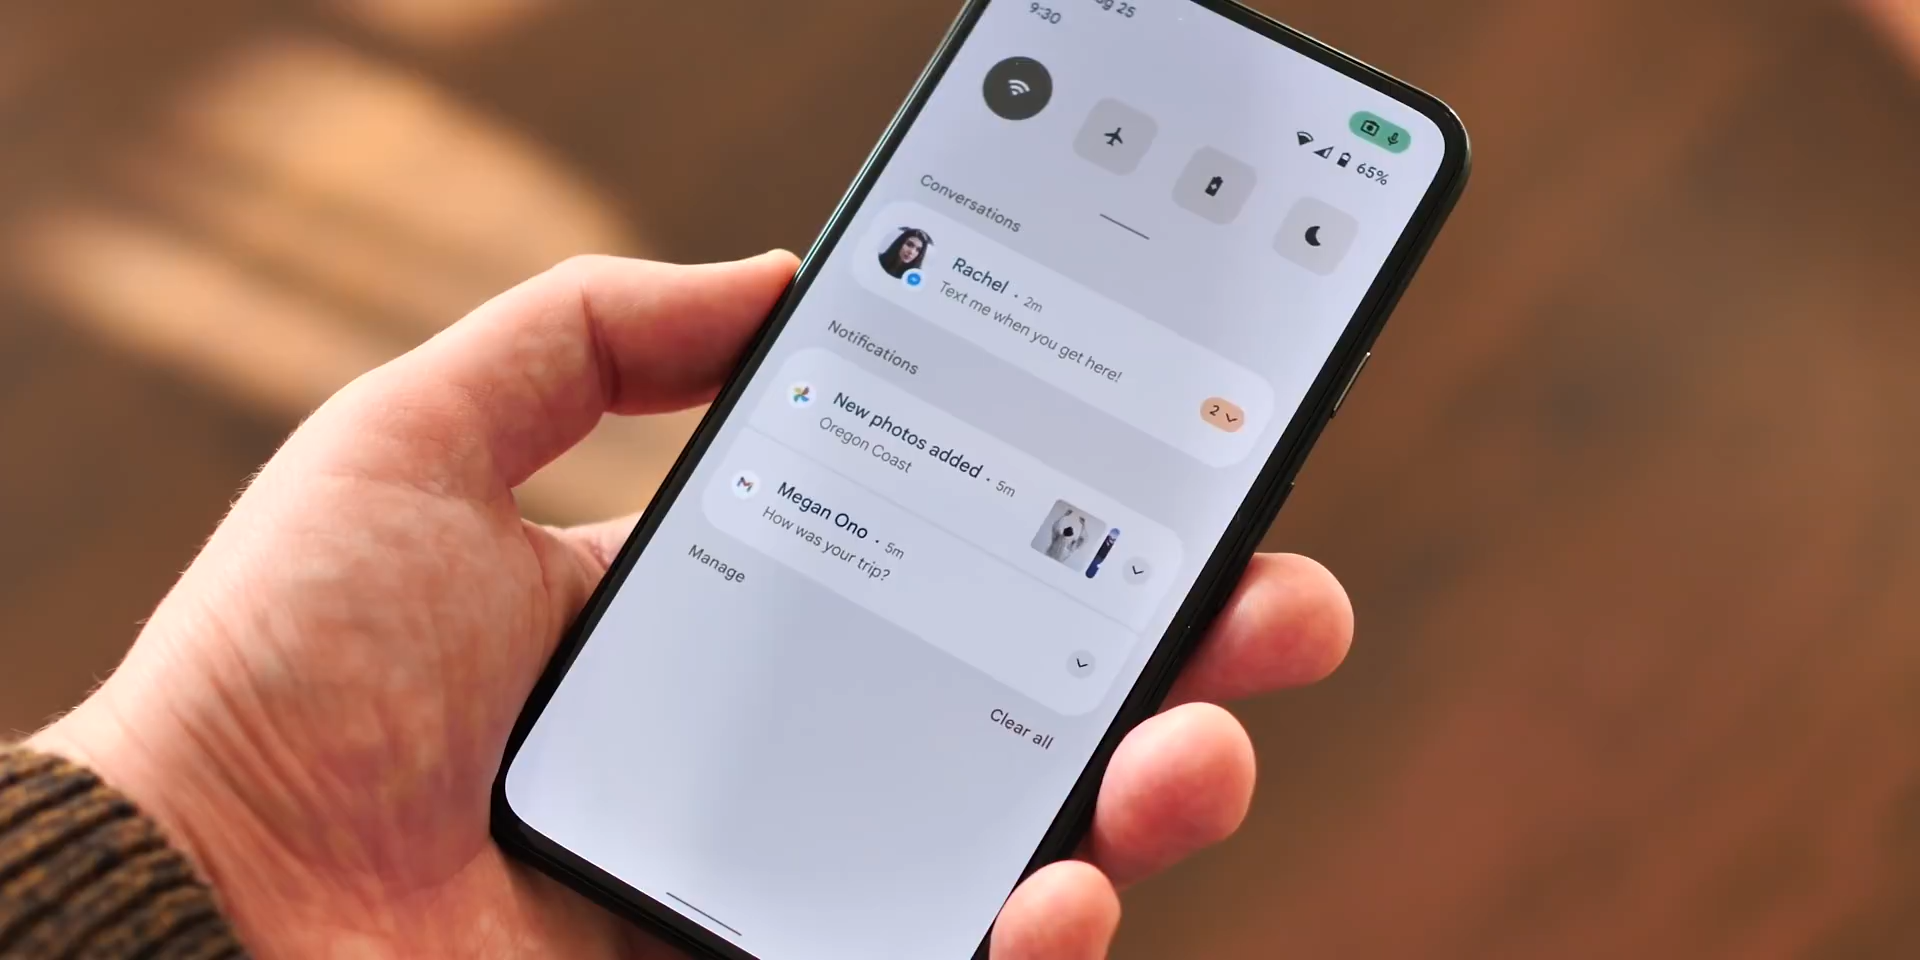 9:30
25
65%
Conversations
Rachel · 2m
Text me when you get here!
2
Notifications
New photos added · 5m
Oregon Coast
Megan Ono · 5m
How was your trip?
Manage
Clear all